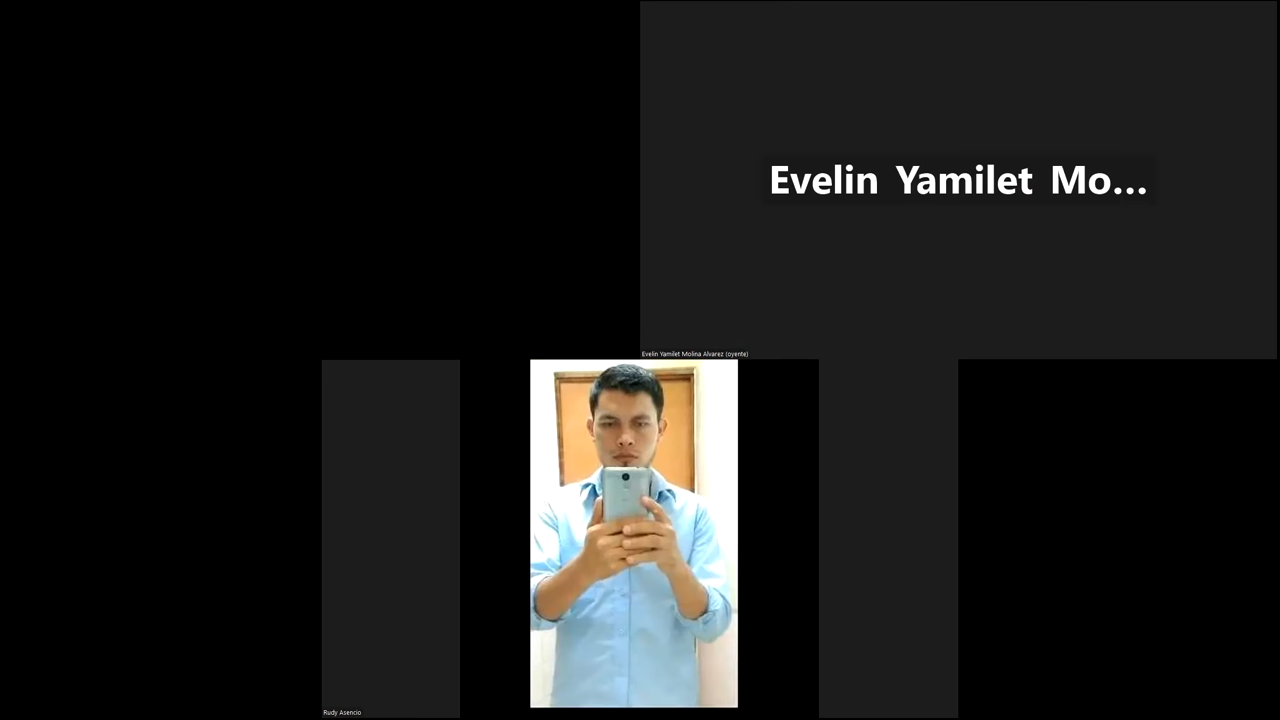 Evelin Yamilet Mo...
Evelin Yamilet Molina Alvarez (oyente)
Rudy Asencio